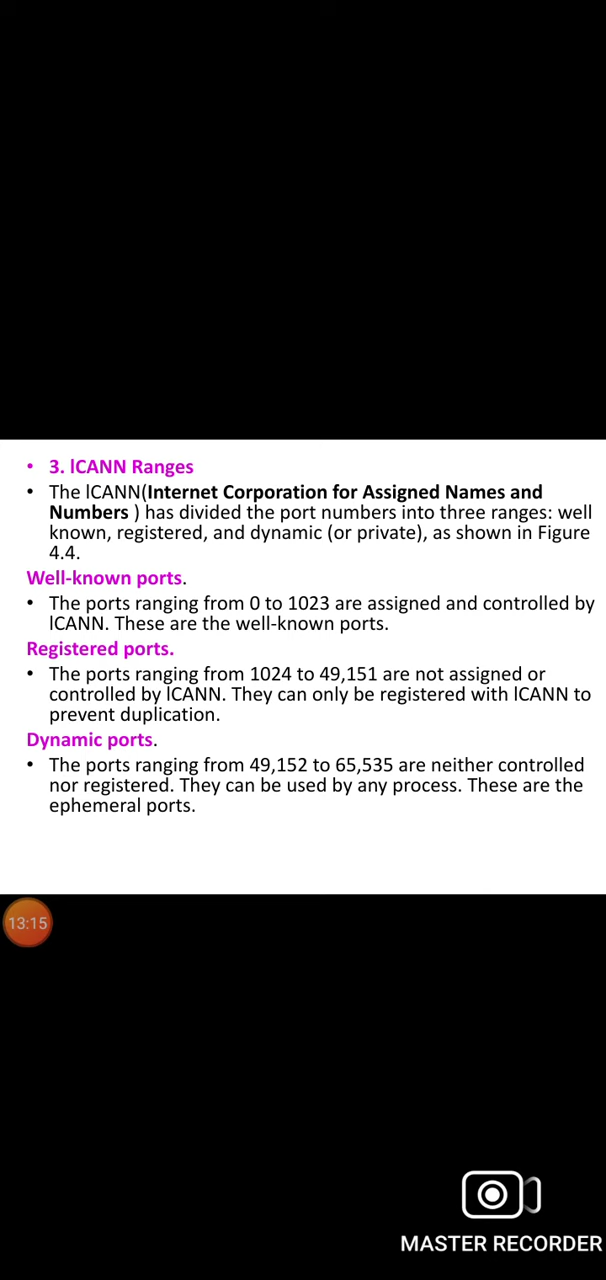 • 3. lCANN Ranges
• The lCANN(Internet Corporation for Assigned Names and
Numbers ) has divided the port numbers into three ranges: well
known, registered, and dynamic (or private), as shown in Figure
4.4.
Well-known ports.
• The ports ranging from 0 to 1023 are assigned and controlled by
lCANN. These are the well-known ports.
Registered ports.
• The ports ranging from 1024 to 49,151 are not assigned or
controlled by lCANN. They can only be registered with lCANN to
prevent duplication.
Dynamic ports.
• The ports ranging from 49,152 to 65,535 are neither controlled
nor registered. They can be used by any process. These are the
ephemeral ports.
13:15
MASTER RECORDER